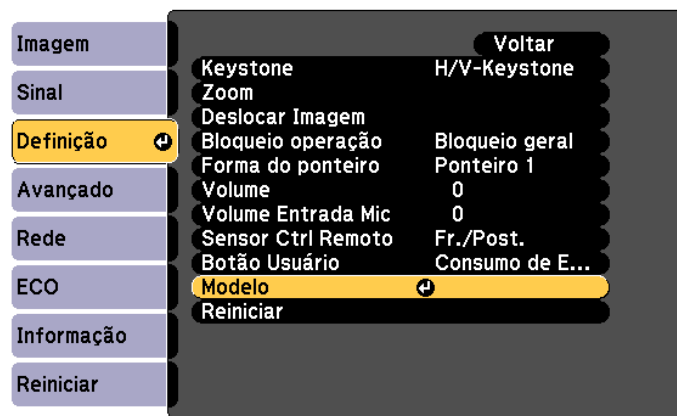 Imagem
Sinal
Definição
Avançado
Rede
ECO
Informação
Reiniciar
Voltar
Keystone H/V-Keystone
Zoom
Deslocar Imagem
Bloqueio operação Bloqueio geral
Forma do ponteiro Ponteiro 1
Volume 0
Volume Entrada Mic 0
Sensor Ctrl Remoto Fr./Post.
Botão Usuário Consumo de E...
Modelo
Reiniciar